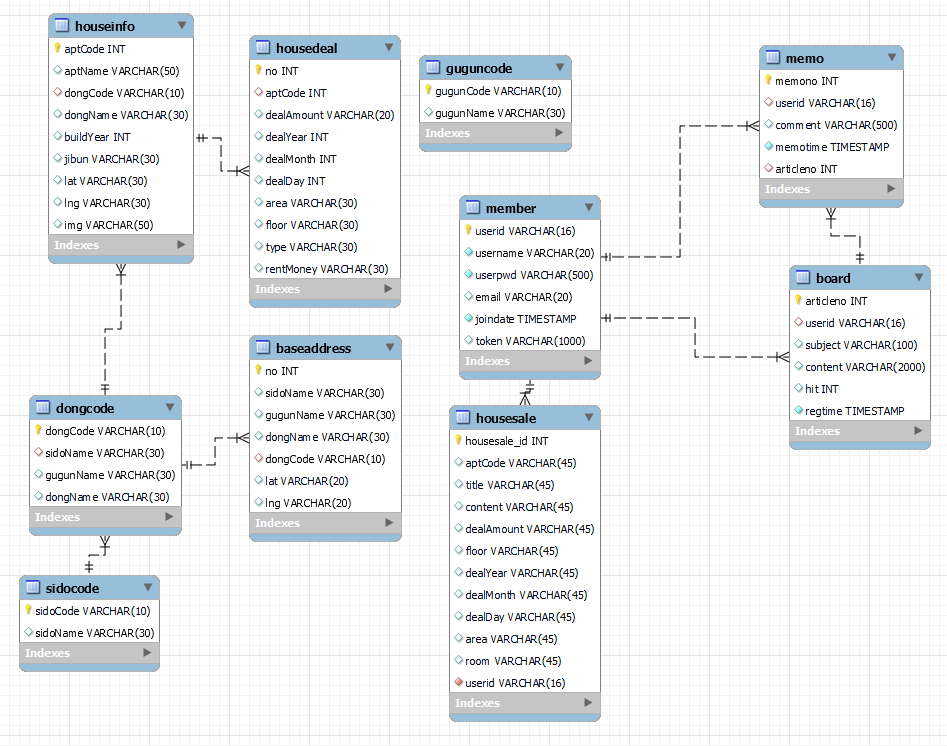 houseinfo
aptCode INT
aptName VARCHAR(50)
dongCode VARCHAR(10)
dongName VARCHAR(30)
buildYear INT
jibun VARCHAR(30)
lat VARCHAR(30)
lng VARCHAR(30)
img VARCHAR(50)
Indexes
housedeal
no INT
aptCode INT
dealAmount VARCHAR(20)
dealYear INT
dealMonth INT
dealDay INT
area VARCHAR(30)
floor VARCHAR(30)
type VARCHAR(30)
rentMoney VARCHAR(30)
Indexes
guguncode
gugunCode VARCHAR(10)
gugunName VARCHAR(30)
Indexes
memo
memono INT
userid VARCHAR(16)
comment VARCHAR(500)
memotime TIMESTAMP
articleno INT
Indexes
member
userid VARCHAR(16)
username VARCHAR(20)
userpwd VARCHAR(500)
email VARCHAR(20)
joindate TIMESTAMP
token VARCHAR(1000)
Indexes
board
articleno INT
userid VARCHAR(16)
subject VARCHAR(100)
content VARCHAR(2000)
hit INT
regtime TIMESTAMP
Indexes
baseaddress
no INT
sidoName VARCHAR(30)
gugunName VARCHAR(30)
dongName VARCHAR(30)
dongCode VARCHAR(10)
lat VARCHAR(20)
lng VARCHAR(20)
Indexes
dongcode
dongCode VARCHAR(10)
sidoName VARCHAR(30)
gugunName VARCHAR(30)
dongName VARCHAR(30)
Indexes
housesale
housesale_id INT
aptCode VARCHAR(45)
title VARCHAR(45)
content VARCHAR(45)
dealAmount VARCHAR(45)
floor VARCHAR(45)
dealYear VARCHAR(45)
dealMonth VARCHAR(45)
dealDay VARCHAR(45)
area VARCHAR(45)
room VARCHAR(45)
userid VARCHAR(16)
Indexes
sidocode
sidoCode VARCHAR(10)
sidoName VARCHAR(30)
Indexes